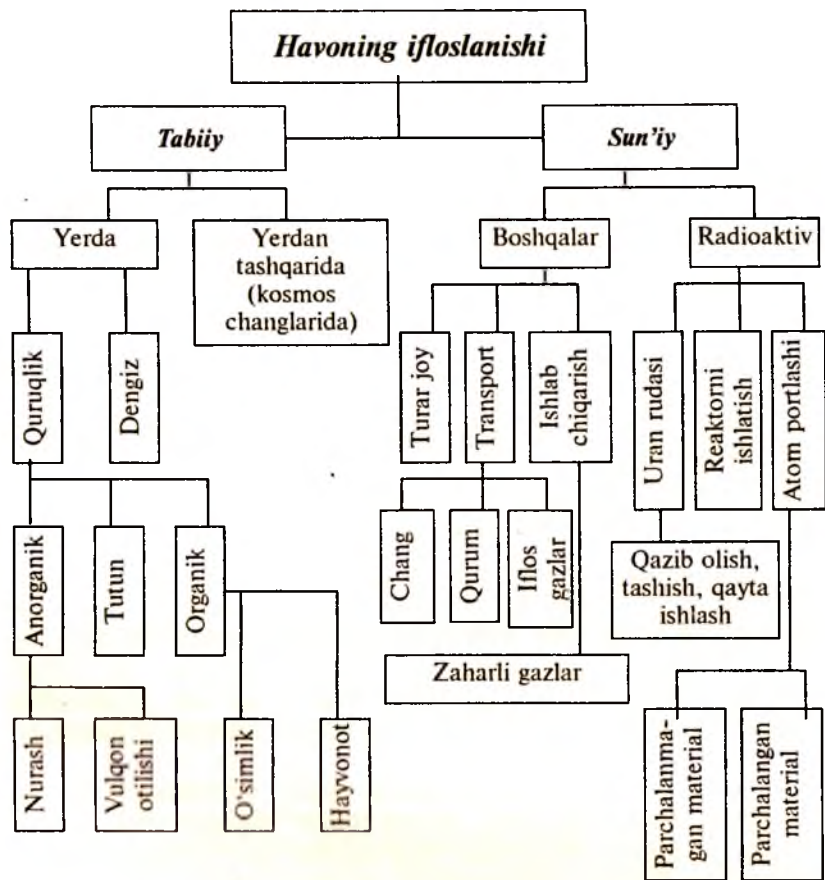 Havoning ifloslanishi
Tabiiy
Sun'iy
Yerda
Yerdan
tashqarida
(kosmos
changlarida)
Boshqalar
Radioaktiv
Quruqlik
Dengiz
Turar joy
Transport
Ishlab
chiqarish
Uran rudasi
Reaktorni
ishlatish
Atom portlashi
Anorganik
Tutun
Organik
Chang
Qurum
Iflos
gazlar
Qazib olish,
tashish, qayta
ishlash
Zaharli gazlar
Nurash
Vulqon
otilishi
O'simlik
Hayvonot
Parchalanma-
gan material
Parchalangan
material